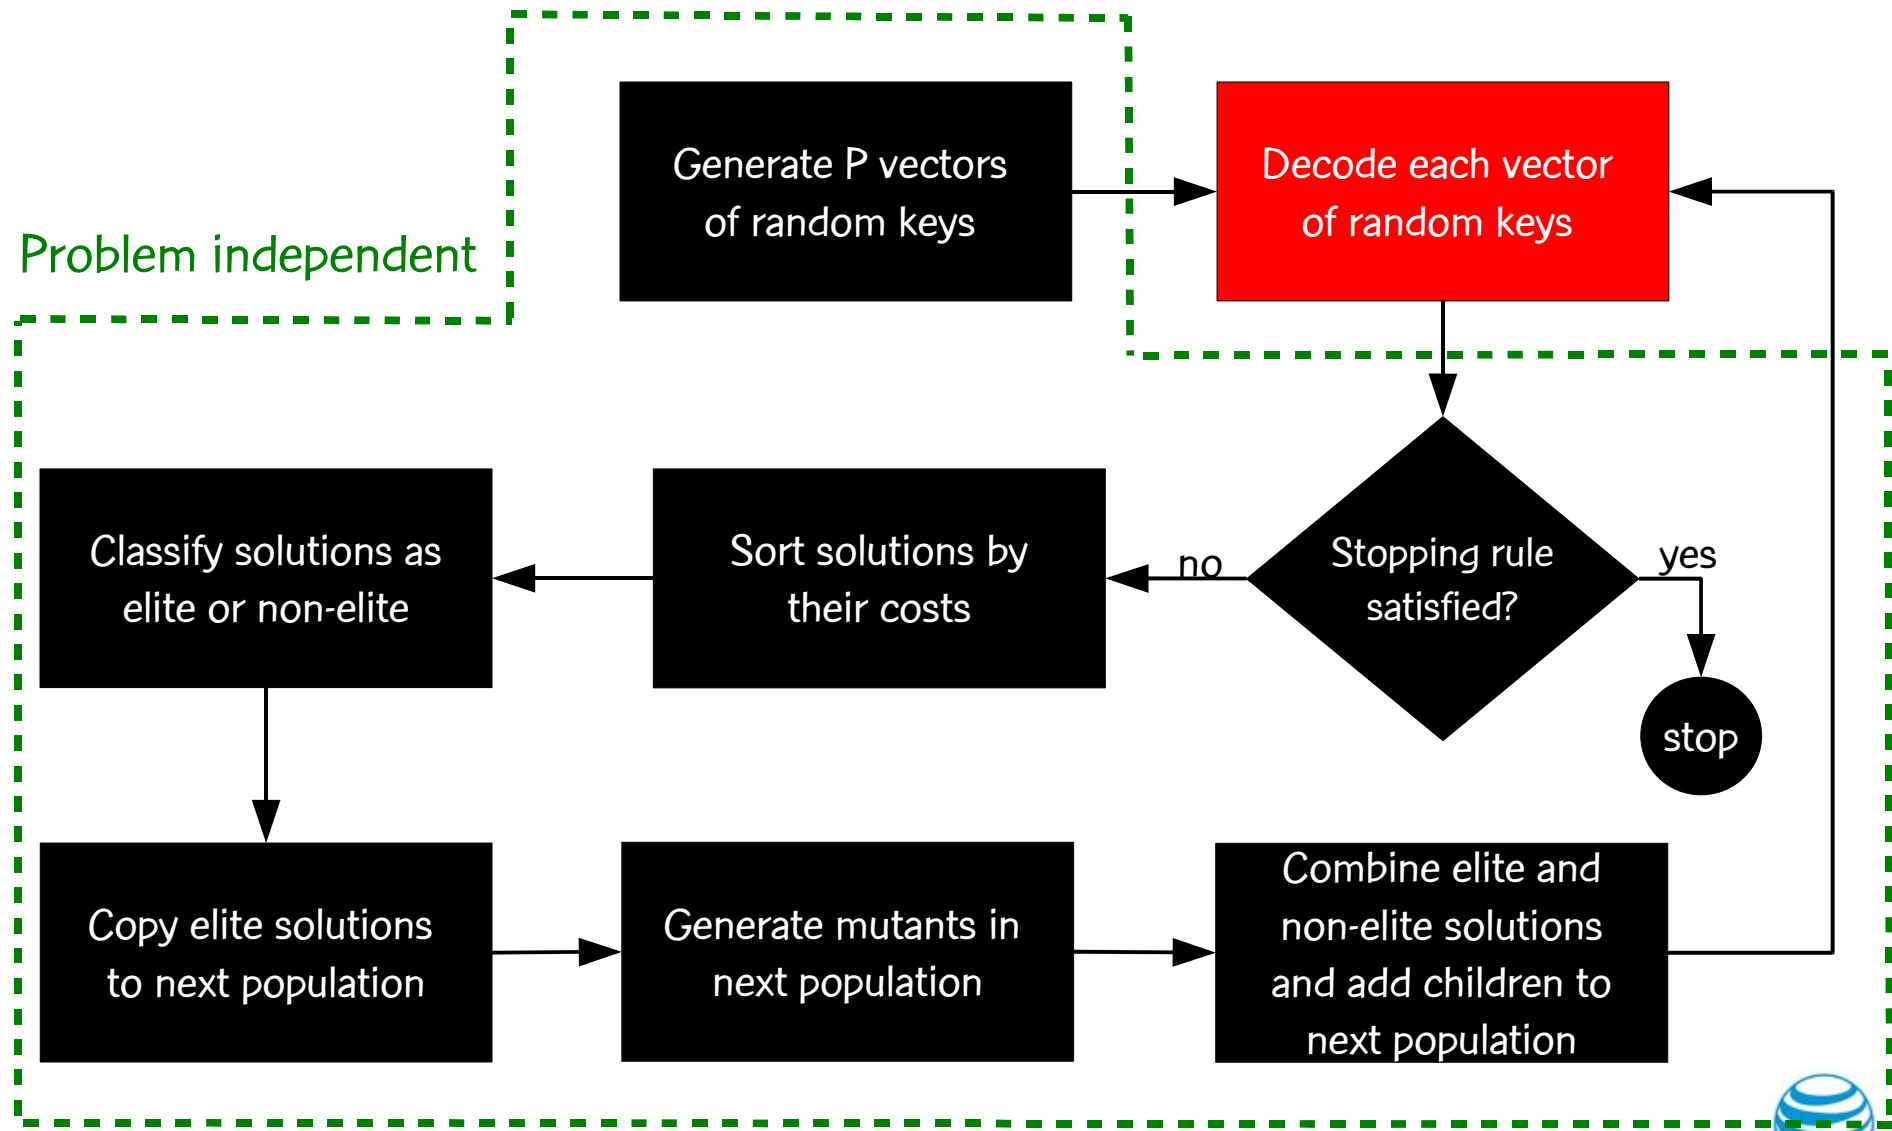 Generate P vectors
of random keys
Decode each vector
of random keys
Problem independent
Classify solutions as
elite or non-elite
Sort solutions by
their costs
no
Stopping rule
satisfied?
yes
stop
Copy elite solutions
to next population
Generate mutants in
next population
Combine elite and
non-elite solutions
and add children to
next population